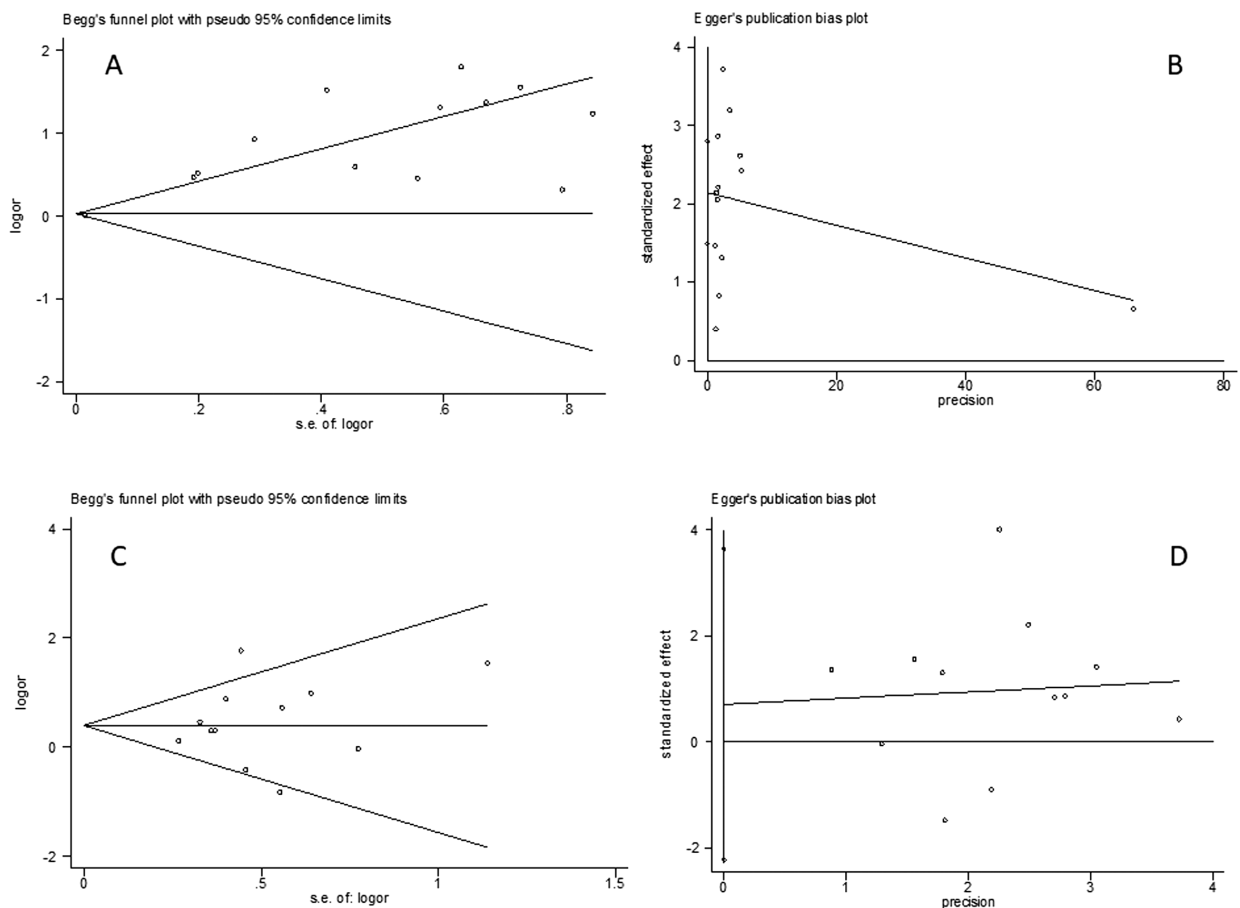 Begg's funnel plot with pseudo 95% confidence limits
A
2
1
0
-1
-2
logor
0 .2 .4 .6 .8
s.e. of: logor
Egger's publication bias plot
B
4
3
2
1
0
standardized effect
0 20 40 60 80
precision
Begg's funnel plot with pseudo 95% confidence limits
C
4
2
0
-2
logor
0 .5 1 1.5
s.e. of: logor
Egger's publication bias plot
D
4
2
0
-2
standardized effect
0 1 2 3 4
precision